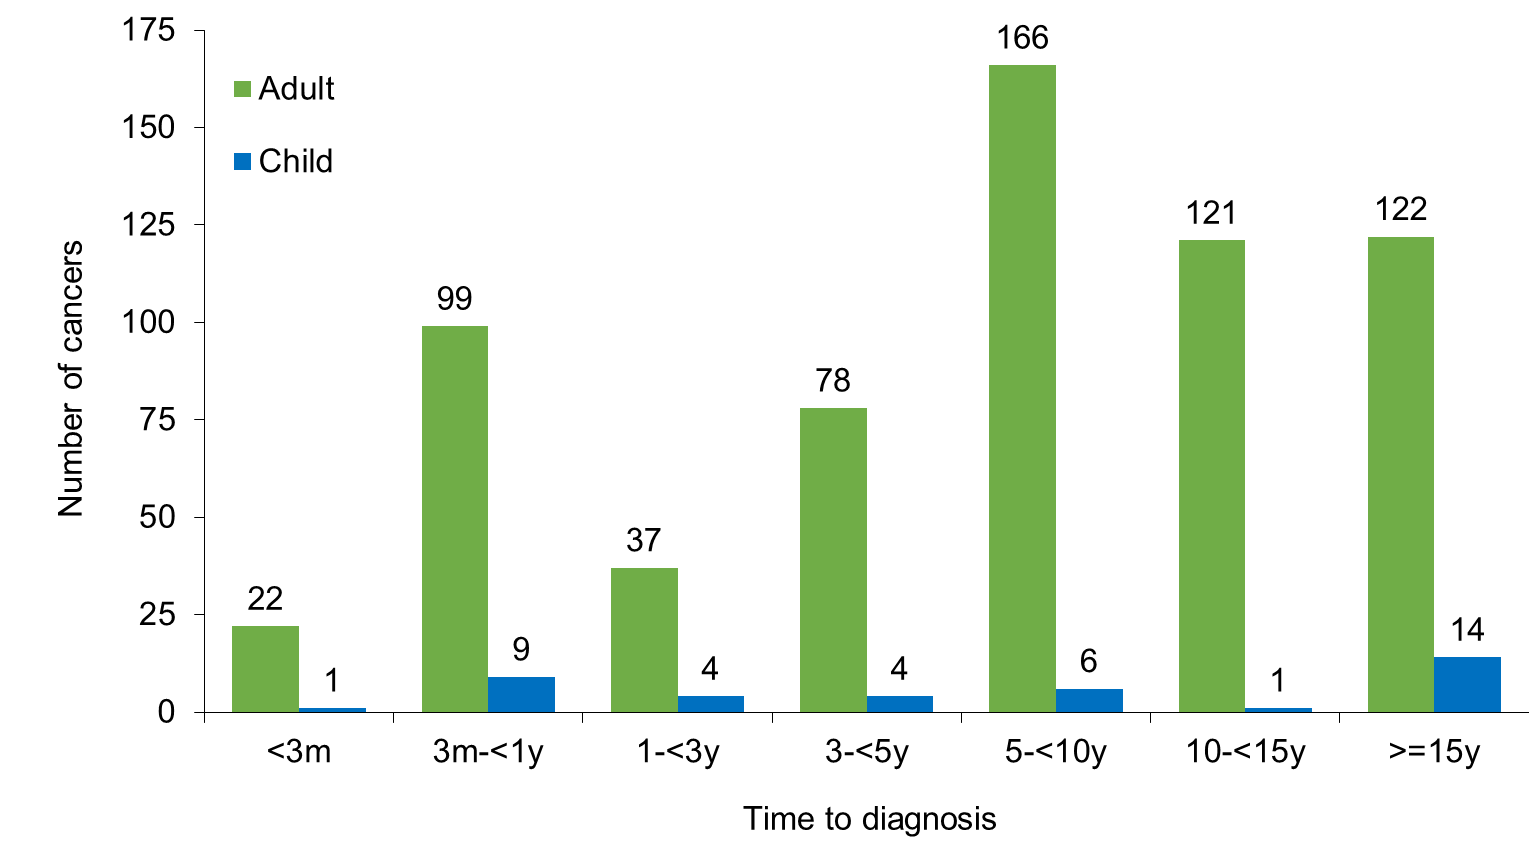 175
150
125
100
75
50
25
0
Number of cancers
Adult
Child
22
1
99
9
37
4
78
4
166
6
121
1
122
14
<3m
3m-<1y
1-<3y
3-<5y
5-<10y
10-<15y
>=15y
Time to diagnosis